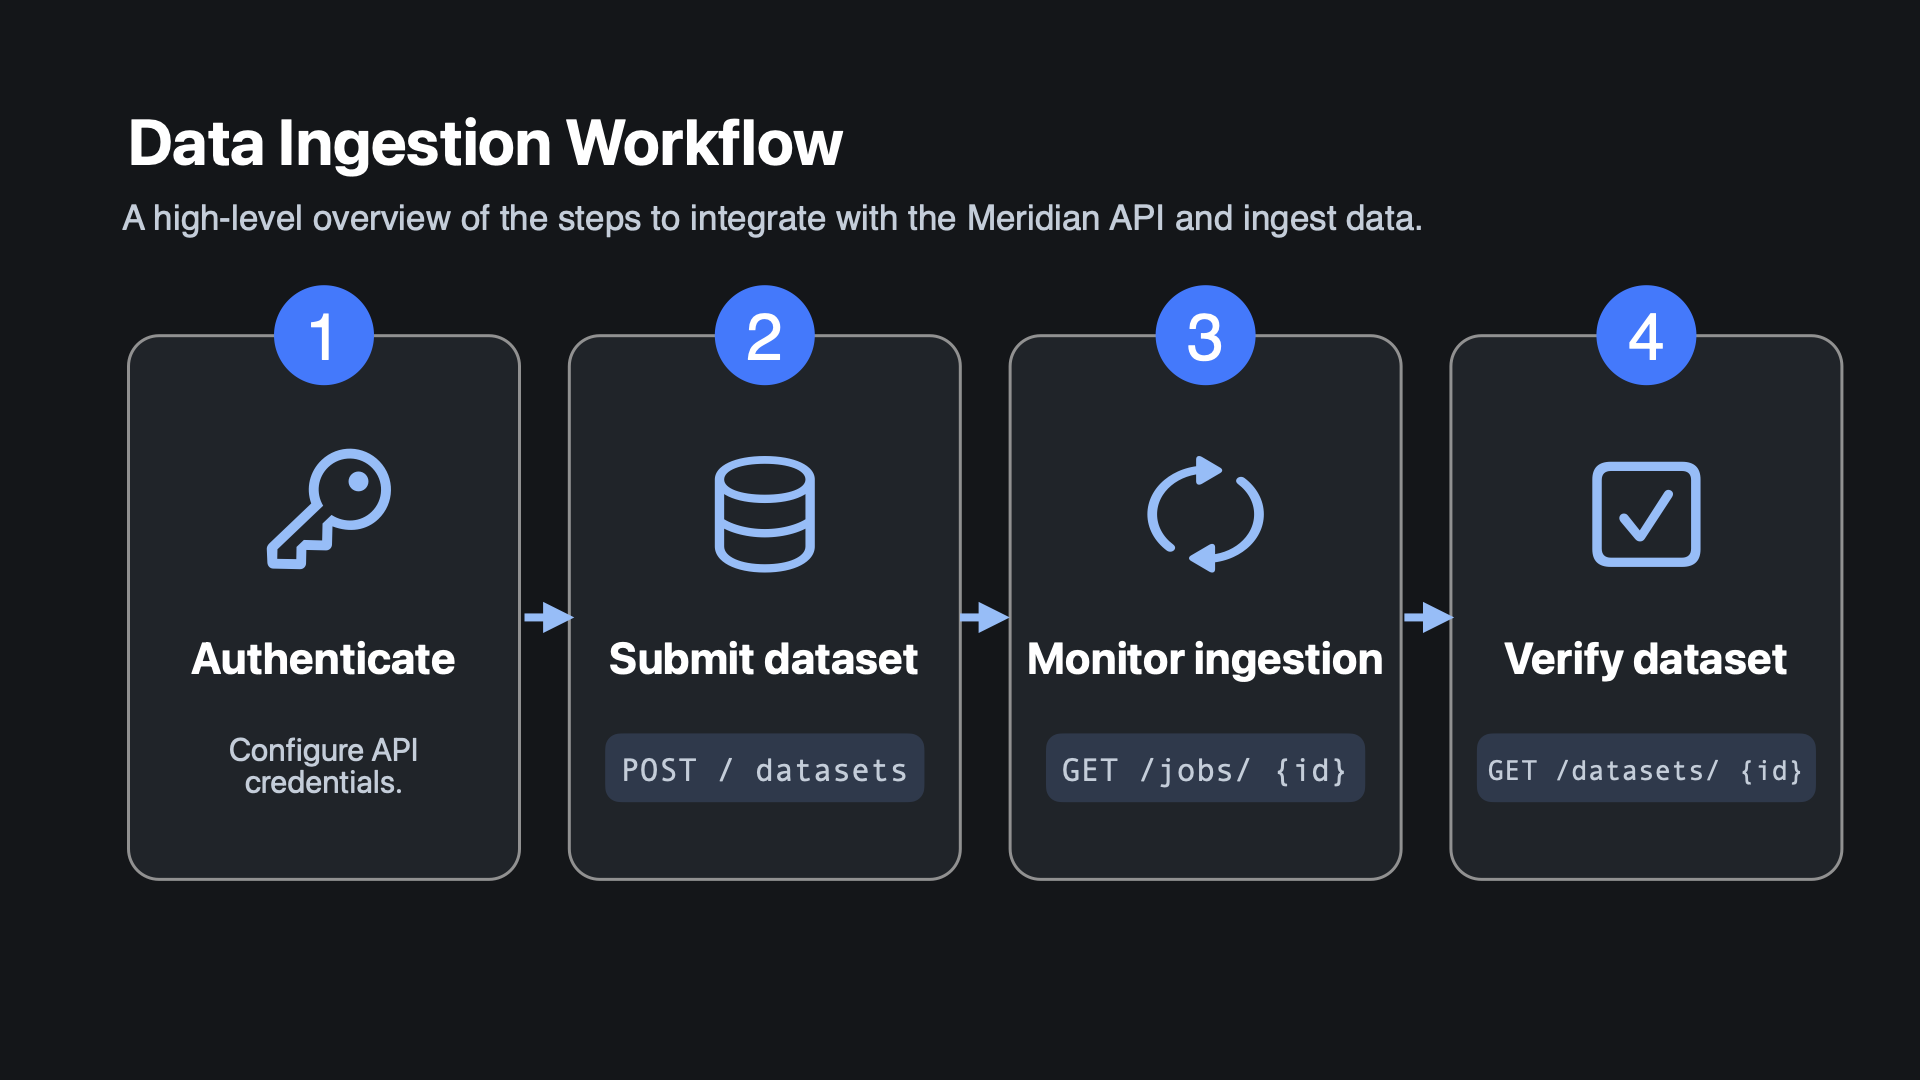 Data Ingestion Workflow
A high-level overview of the steps to integrate with the Meridian API and ingest data.
1
Authenticate
Configure API
credentials.
2
Submit dataset
POST / datasets
3
Monitor ingestion
GET /jobs/ {id}
4
Verify dataset
GET /datasets/ {id}